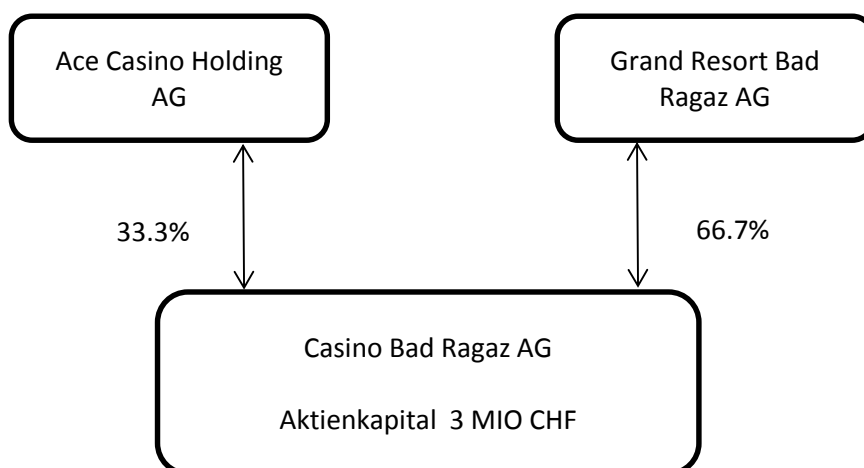 Ace Casino Holding
AG
Grand Resort Bad
Ragaz AG
33.3%
66.7%
Casino Bad Ragaz AG
Aktienkapital 3 MIO CHF